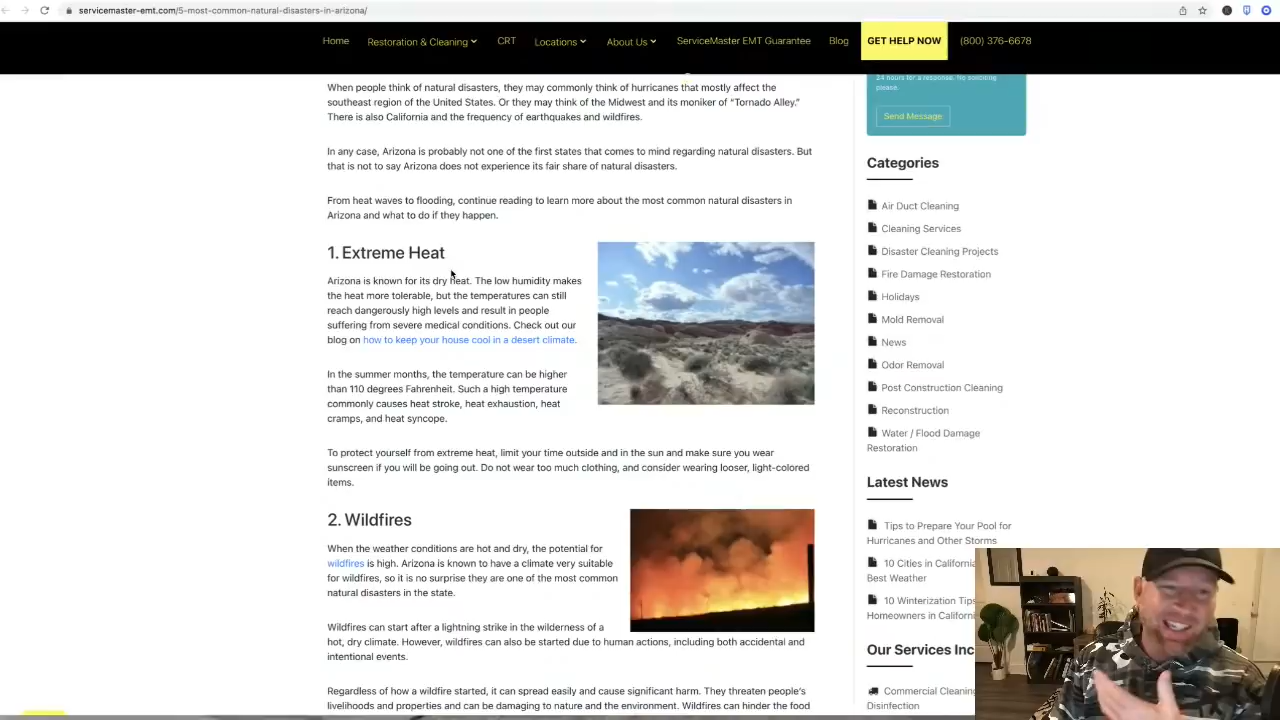 servicemaster-emt.com/5-most-common-natural-disasters-in-arizona/
Home Restoration & Cleaning CRT Locations About Us ServiceMaster EMT Guarantee Blog GET HELP NOW (800) 376-6678
When people think of natural disasters, they may commonly think of hurricanes that mostly affect the
southeast region of the United States. Or they may think of the Midwest and its moniker of “Tornado Alley.”
There is also California and the frequency of earthquakes and wildfires.
In any case, Arizona is probably not one of the first states that comes to mind regarding natural disasters. But
that is not to say Arizona does not experience its fair share of natural disasters.
From heat waves to flooding, continue reading to learn more about the most common natural disasters in
Arizona and what to do if they happen.
1. Extreme Heat
Arizona is known for its dry heat. The low humidity makes
the heat more tolerable, but the temperatures can still
reach dangerously high levels and result in people
suffering from severe medical conditions. Check out our
blog on how to keep your house cool in a desert climate.
In the summer months, the temperature can be higher
than 110 degrees Fahrenheit. Such a high temperature
commonly causes heat stroke, heat exhaustion, heat
cramps, and heat syncope.
To protect yourself from extreme heat, limit your time outside and in the sun and make sure you wear
sunscreen if you will be going out. Do not wear too much clothing, and consider wearing looser, light-colored
items.
2. Wildfires
When the weather conditions are hot and dry, the potential for
wildfires is high. Arizona is known to have a climate very suitable
for wildfires, so it is no surprise they are one of the most common
natural disasters in the state.
Wildfires can start after a lightning strike in the wilderness of a
hot, dry climate. However, wildfires can also be started due to human actions, including both accidental and
intentional events.
Regardless of how a wildfire started, it can spread easily and cause significant harm. They threaten people’s
livelihoods and properties and can be damaging to nature and the environment. Wildfires can hinder the food
24 hours for a response. No soliciting
please.
Send Message
Categories
Air Duct Cleaning
Cleaning Services
Disaster Cleaning Projects
Fire Damage Restoration
Holidays
Mold Removal
News
Odor Removal
Post Construction Cleaning
Reconstruction
Water / Flood Damage
Restoration
Latest News
Tips to Prepare Your Pool for
Hurricanes and Other Storms
10 Cities in California
Best Weather
10 Winterization Tips
Homeowners in Californi
Our Services Inc
Commercial Cleaning
Disinfection